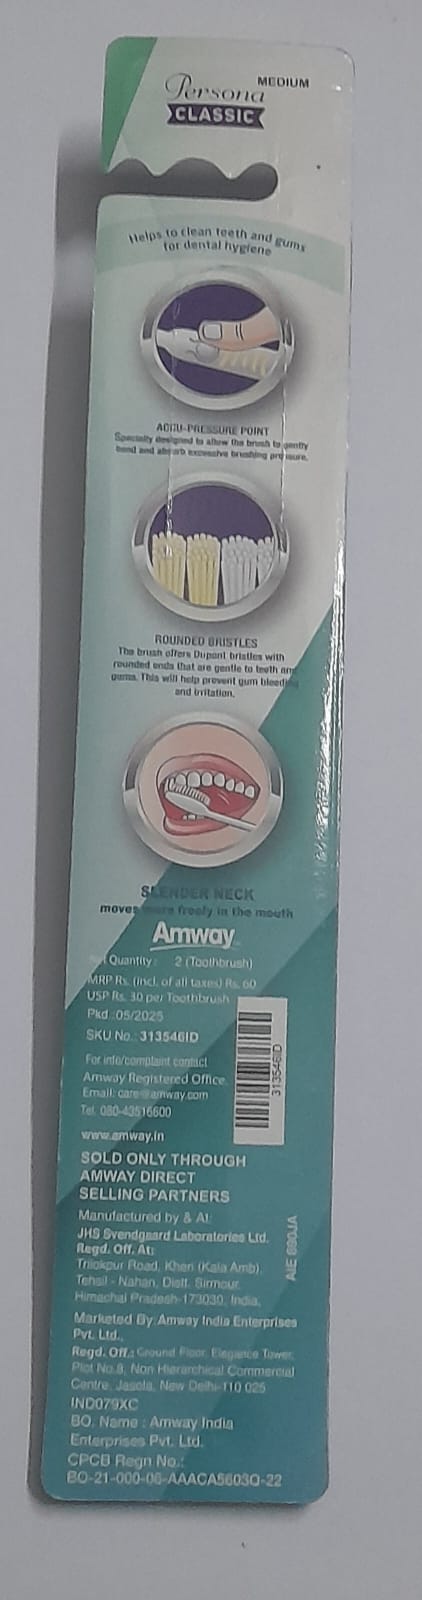 MEDIUM
Persona
CLASSIC
Helps to clean teeth and gums
for dental hygiene
ACCU-PRESSURE POINT
Specially designed to allow the brush to gently
bend and absorb excessive brushing pressure.
ROUNDED BRISTLES
The brush offers Dupont bristles with
rounded ends that are gentle to teeth and
gums. This will help prevent gum bleeding
and irritation.
SLENDER NECK
moves more freely in the mouth
Amway
Quantity: 2 (Toothbrush)
MRP Rs. (incl. of all taxes) Rs. 60
USP Rs. 30 per Toothbrush
Pkd.:05/2025
SKU No.: 313546ID
313546ID
For info/complaint contact
Amway Registered Office.
Email: care@amway.com
Tel. 080-43516600
www.amway.in
SOLD ONLY THROUGH
AMWAY DIRECT
SELLING PARTNERS
Manufactured by & At:
JHS Svendgaard Laboratories Ltd.
Regd. Off. At:
Trilokpur Road, Kheri (Kala Amb),
Tehsil - Nahan, Distt. Sirmour,
Himachal Pradesh-173030, India.
AIE 690JA
Marketed By: Amway India Enterprises
Pvt. Ltd.,
Regd. Off.: Ground Floor, Elegance Tower,
Plot No.8, Non Hierarchical Commercial
Centre, Jasola, New Delhi-110 025
IND079XC
BO. Name : Amway India
Enterprises Pvt. Ltd.
CPCB Regn No.:
BO-21-000-06-AAACA5603Q-22